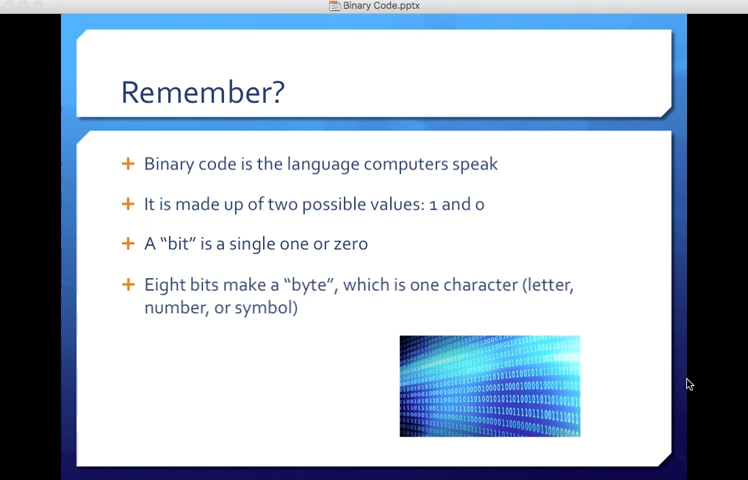 Binary Code.pptx
Remember?
Binary code is the language computers speak
It is made up of two possible values: 1 and 0
A “bit” is a single one or zero
Eight bits make a “byte”, which is one character (letter,
number, or symbol)